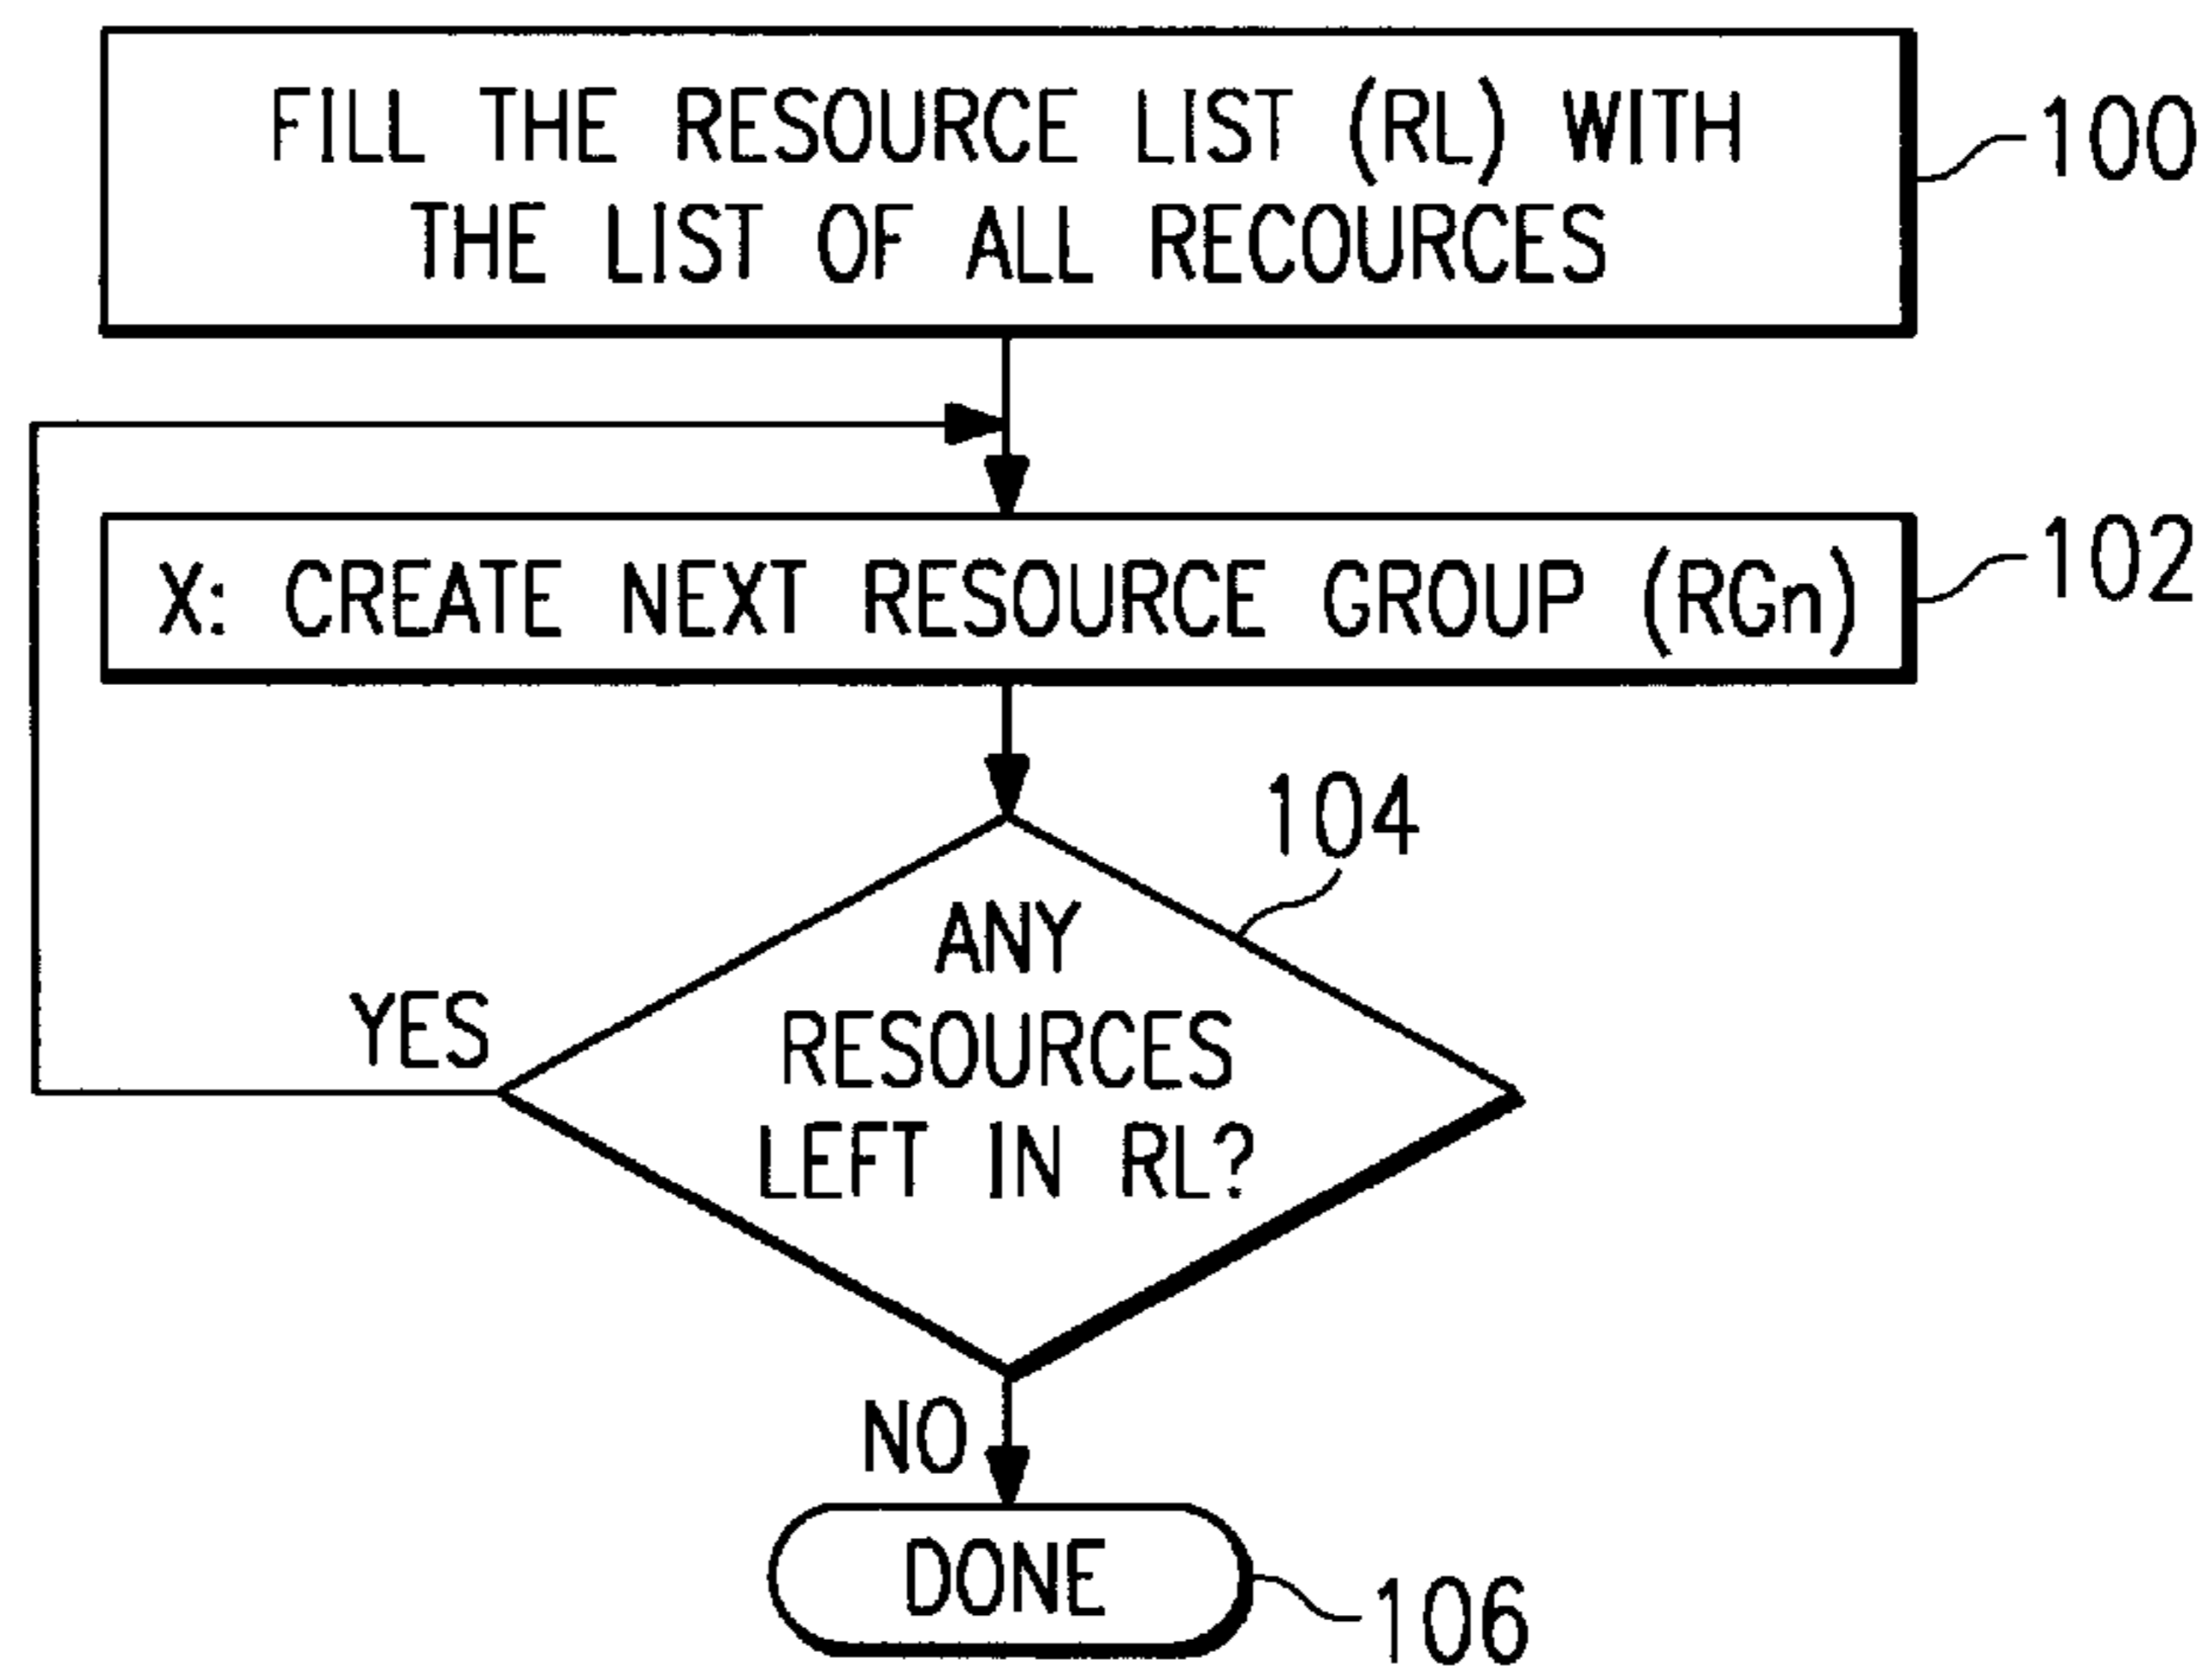 FILL THE RESOURCE LIST (RL) WITH
THE LIST OF ALL RECOURCES
100
X: CREATE NEXT RESOURCE GROUP (RGn)
102
104
ANY
RESOURCES
LEFT IN RL?
YES
NO
DONE
106